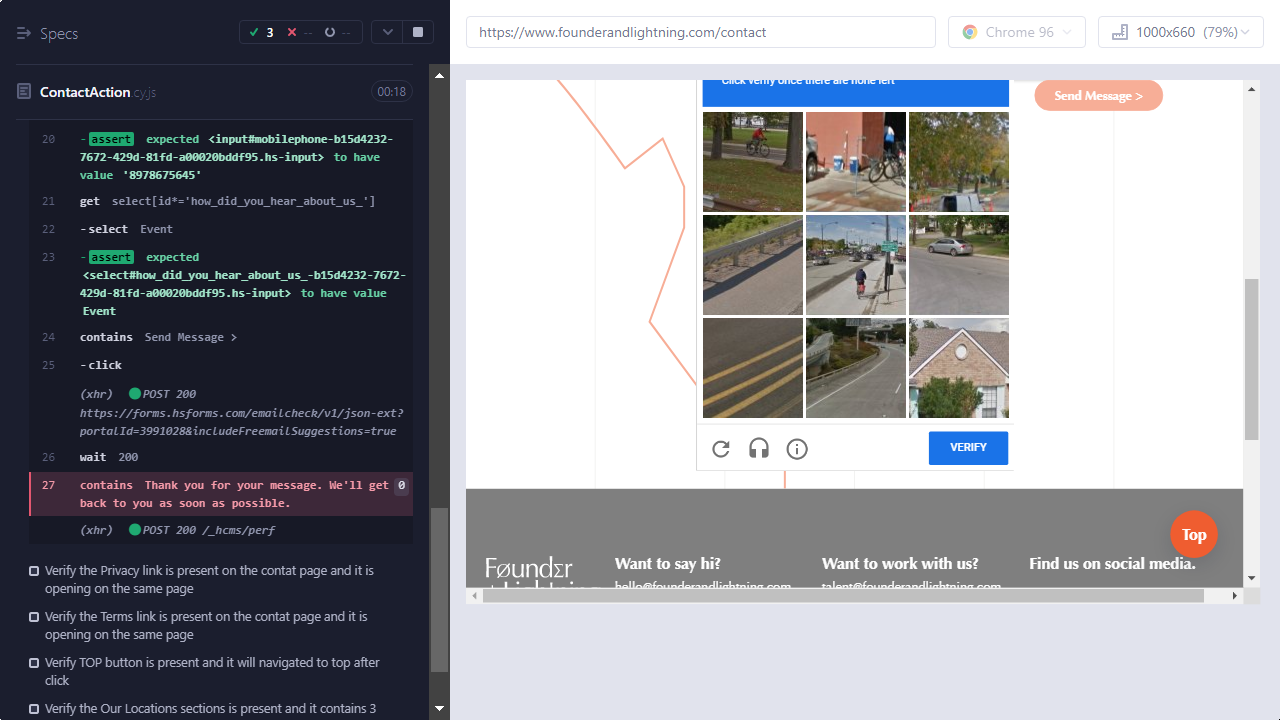 Specs
3
--
--
ContactAction.cy.js
00:18
20
-assert expected <input#mobilephone-b15d4232-
7672-429d-81fd-a00020bddf95.hs-input> to have
value '8978675645'
21
get select[id*='how_did_you_hear_about_us_']
22
-select Event
23
-assert expected
<select#how_did_you_hear_about_us_-b15d4232-7672-
429d-81fd-a00020bddf95.hs-input> to have value
Event
24
contains Send Message >
25
-click
(xhr) POST 200
https://forms.hsforms.com/emailcheck/v1/json-ext?
portalId=3991028&includeFreemailSuggestions=true
26
wait 200
27
contains Thank you for your message. We'll get 0
back to you as soon as possible.
(xhr) POST 200 /_hcms/perf
Verify the Privacy link is present on the contat page and it is
opening on the same page
Verify the Terms link is present on the contat page and it is
opening on the same page
Verify TOP button is present and it will navigated to top after
click
Verify the Our Locations sections is present and it contains 3
https://www.founderandlightning.com/contact
Chrome 96
1000x660 (79%)
Click verify once there are none left
Send Message >
VERIFY
Top
Founder
+ Lightning
Want to say hi?
hello@founderandlightning.com
Want to work with us?
talent@founderandlightning.com
Find us on social media.